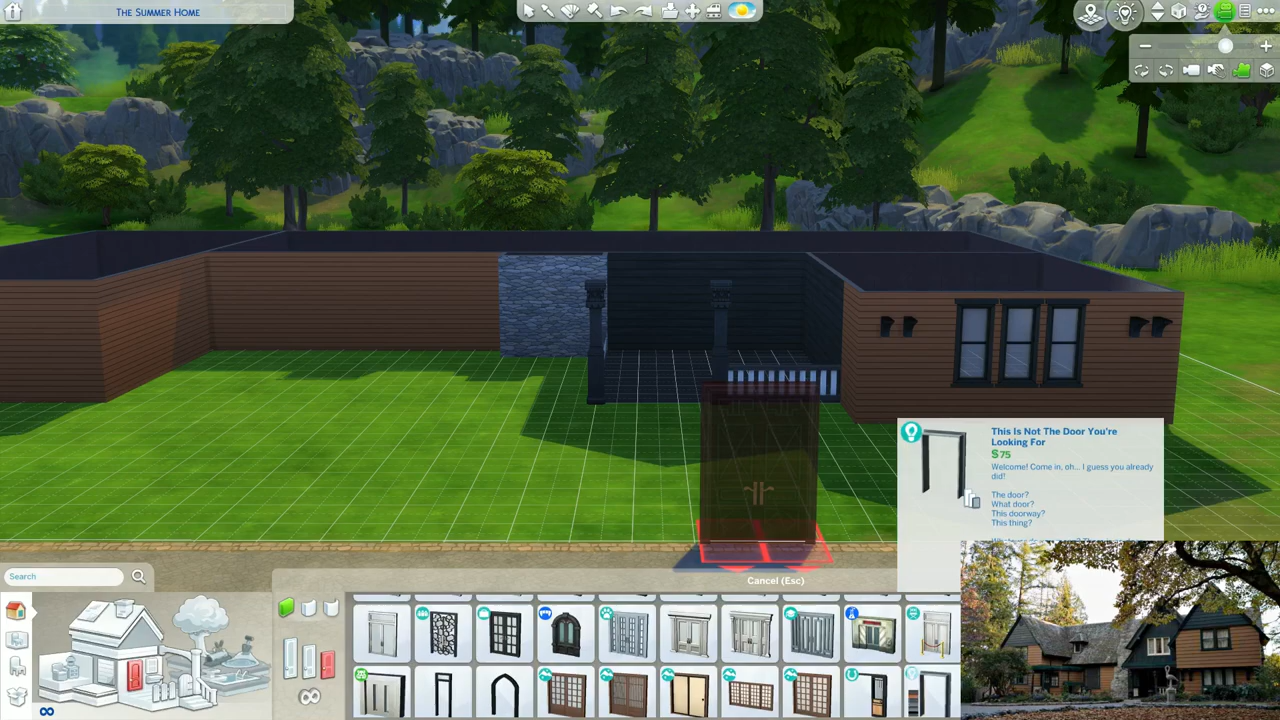 The Summer Home
This Is Not The Door You're
Looking For
§75
Welcome! Come in, oh... I guess you already
did!
The door?
What door?
This doorway?
This thing?
Cancel (Esc)
Search